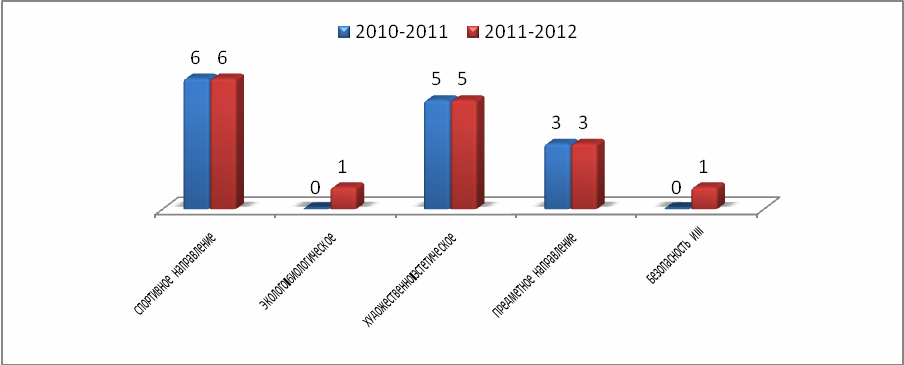 2010-2011
2011-2012
6 6
0 1
5 5
3 3
0 1
спортивное направление
художественноэстетическое
предметное направление
Безопасность